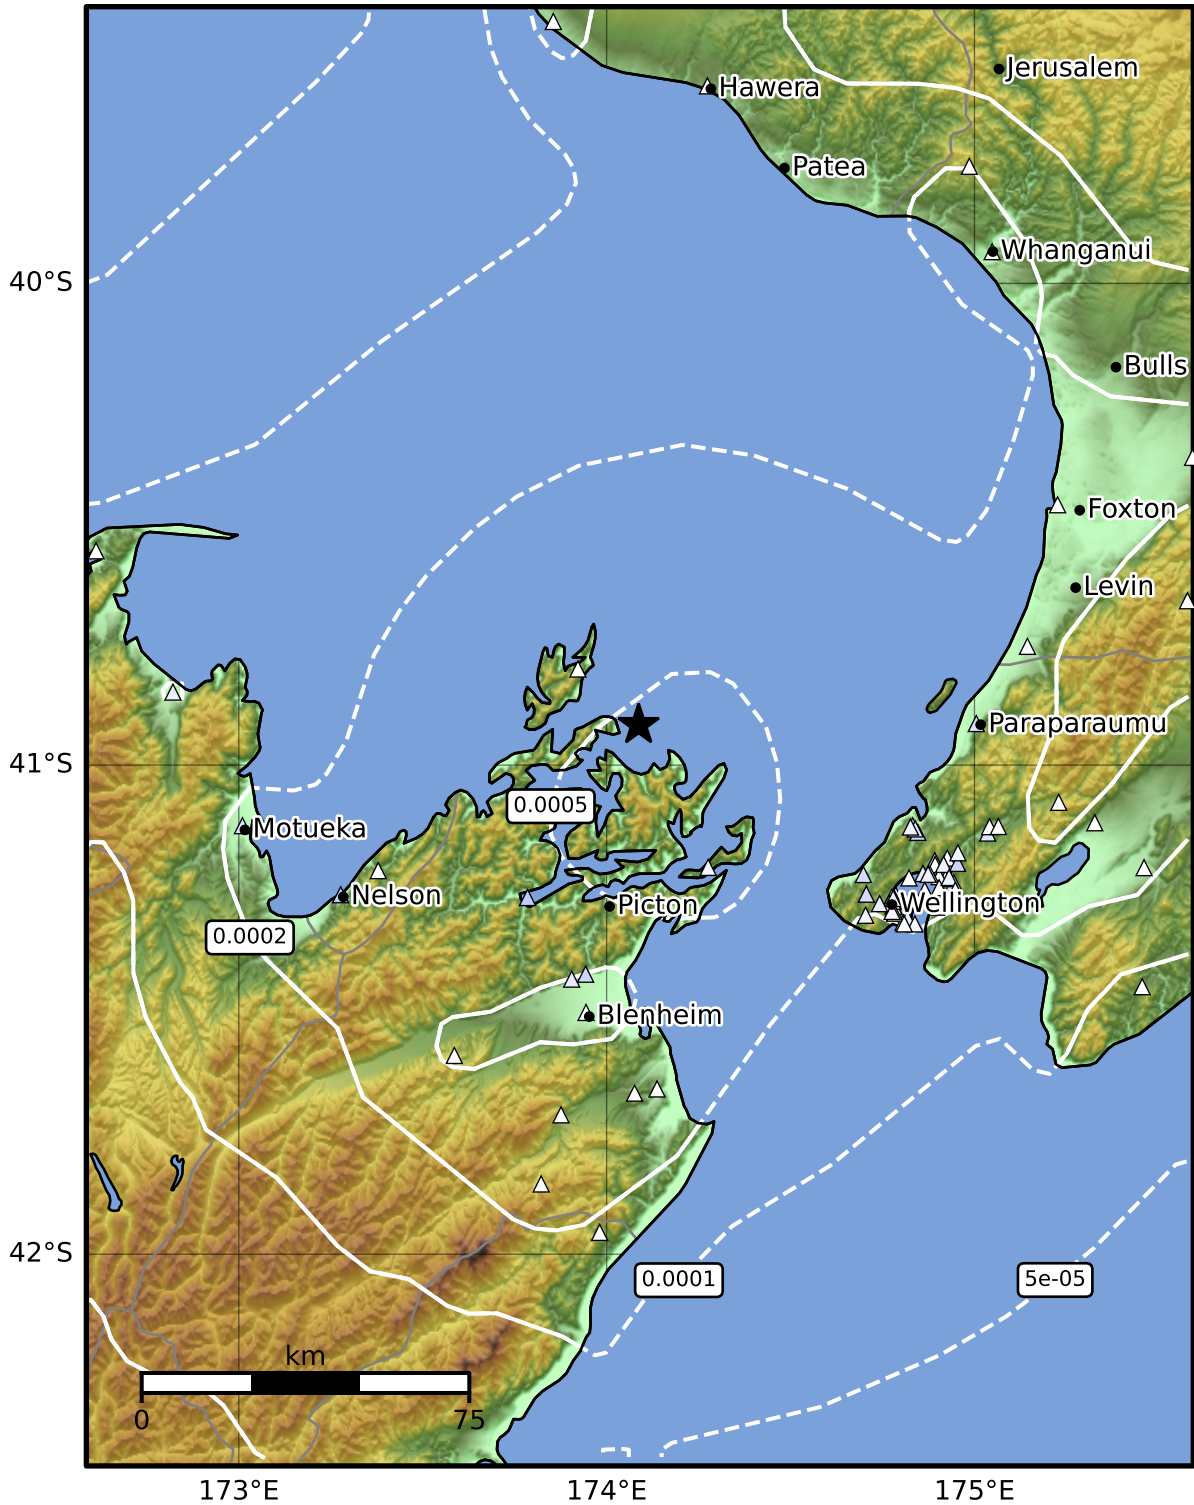 Jerusalem
Hawera
Patea
Whanganui
40°S
Bulls
Foxton
Levin
Paraparaumu
41°S
0.0005
Motueka
Nelson
Picton
Wellington
0.0002
Blenheim
42°S
0.0001
5e-05
km
0
75
173°E
174°E
175°E